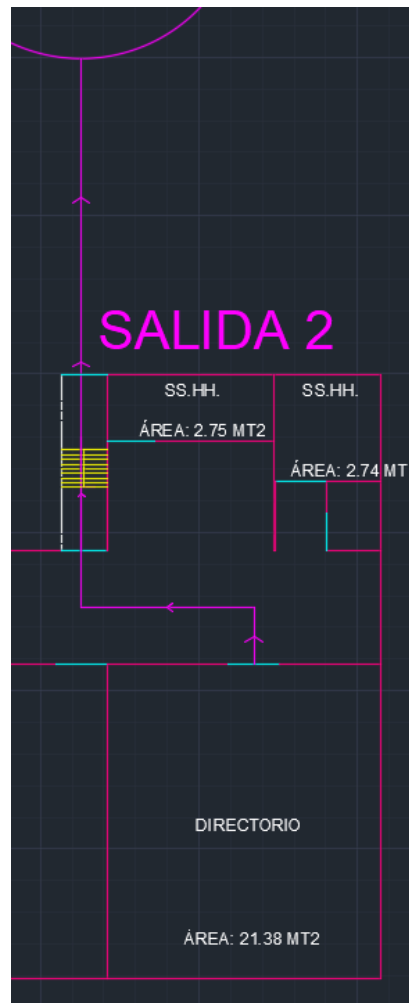 SALIDA 2
SS.HH.
SS.HH.
ÁREA: 2.75 MT2
ÁREA: 2.74 MT
DIRECTORIO
ÁREA: 21.38 MT2